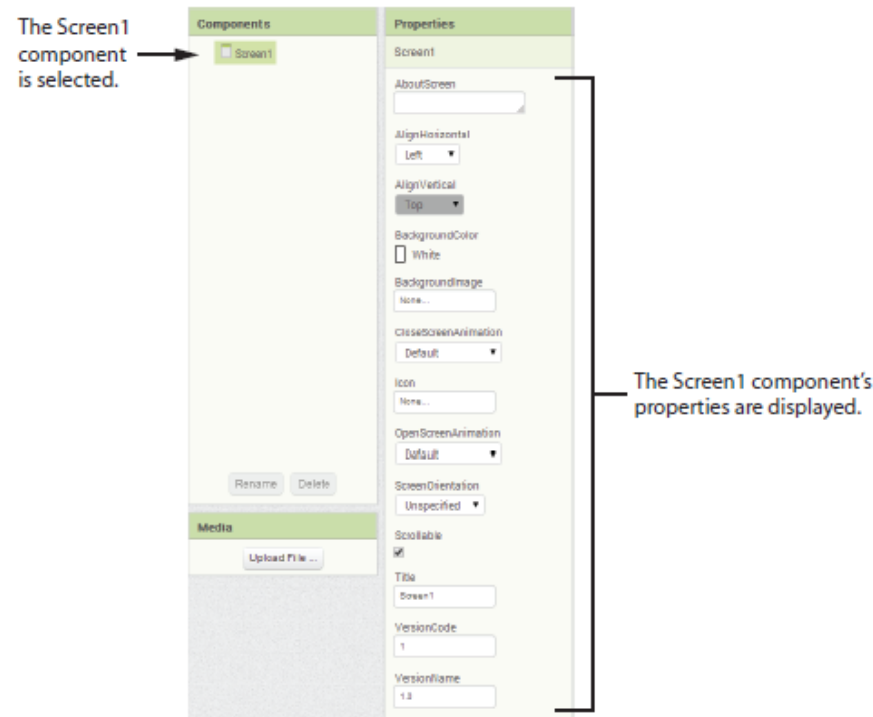 The Screen1
component
is selected.
Components
Screen1
Rename Delete
Media
Upload File ...
Properties
Screen1
AboutScreen
AlignHorizontal
Left
AlignVertical
Top
BackgroundColor
White
BackgroundImage
None...
CloseScreenAnimation
Default
Icon
None...
OpenScreenAnimation
Default
ScreenOrientation
Unspecified
Scrollable
Title
Screen1
VersionCode
1
VersionName
The Screen1 component's
properties are displayed.